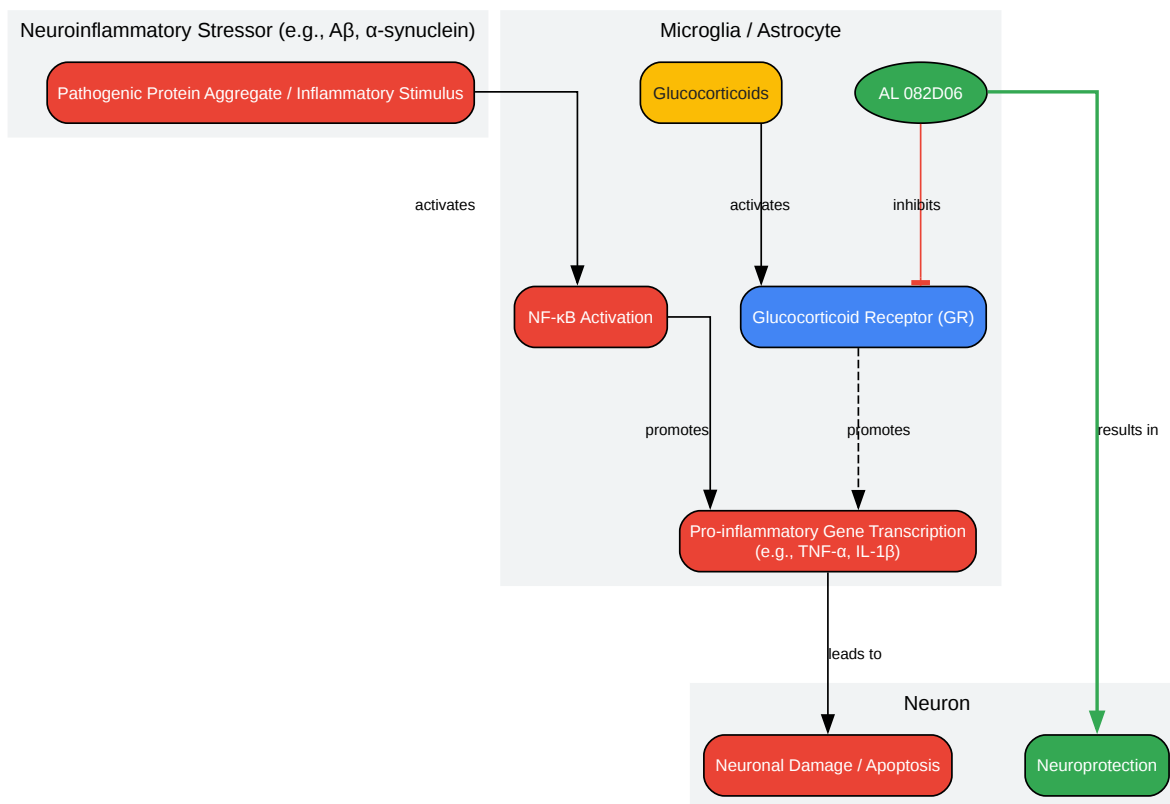 Neuroinflammatory Stressor (e.g., Aβ, α-synuclein)
Microglia / Astrocyte
Pathogenic Protein Aggregate / Inflammatory Stimulus
Glucocorticoids
AL 082D06
activates
activates
inhibits
NF-κB Activation
Glucocorticoid Receptor (GR)
promotes
promotes
results in
Pro-inflammatory Gene Transcription
(e.g., TNF-α, IL-1β)
leads to
Neuron
Neuronal Damage / Apoptosis
Neuroprotection